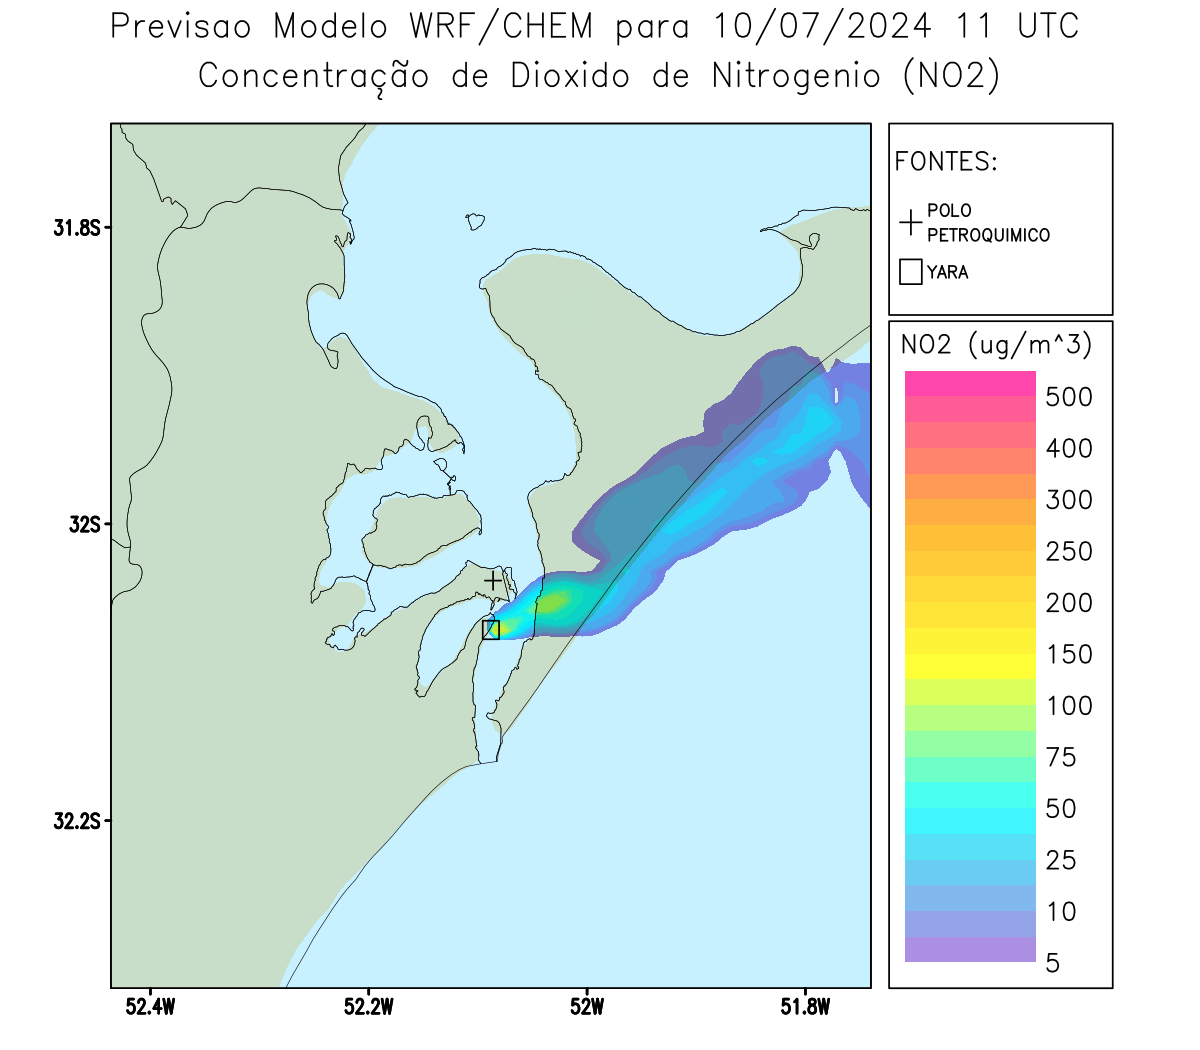 Previsao Modelo WRF/CHEM para 10/07/2024 11 UTC
Concentração de Dioxido de Nitrogenio (NO2)
FONTES:
POLO
PETROQUIMICO
YARA
NO2 (ug/m^3)
500
400
300
250
200
150
100
75
50
25
10
5
31.8S
32S
32.2S
52.4W
52.2W
52W
51.8W